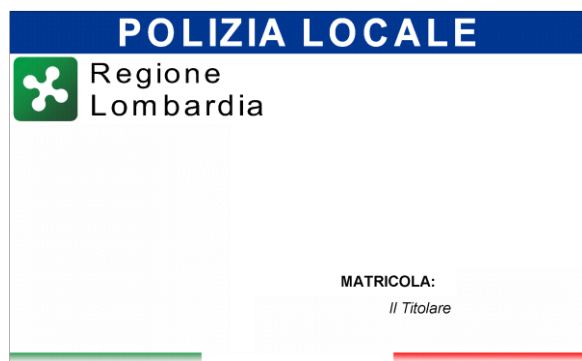 POLIZIA LOCALE
Regione
Lombardia
MATRICOLA:
Il Titolare